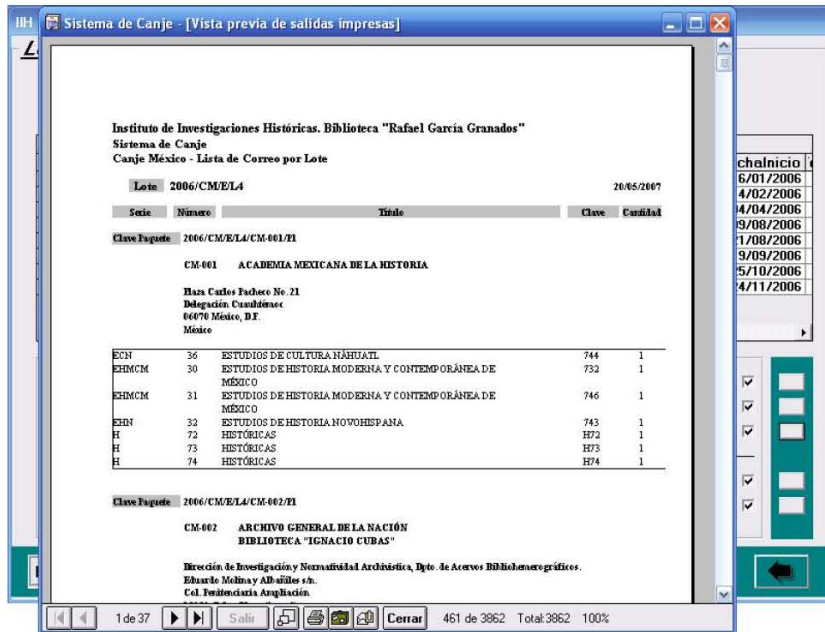 IIH
Sistema de Canje - [Vista previa de salidas impresas]
Instituto de Investigaciones Históricas. Biblioteca "Rafael García Granados"
Sistema de Canje
Canje México - Lista de Correo por Lote
Lote 2006/CM/E/L4 20/05/2007
Serie Número Título Clave Cantidad
Clave Paquete 2006/CM/E/L4/CM-001/P1
CM-001 ACADEMIA MEXICANA DE LA HISTORIA
Plaza Carlos Pacheco No. 21
Delegación Cuauhtémoc
06070 México, D.F.
México
ECN 36 ESTUDIOS DE CULTURA NÁHUATL 744 1
EHMCM 30 ESTUDIOS DE HISTORIA MODERNA Y CONTEMPORÁNEA DE 732 1
MÉXICO
EHMCM 31 ESTUDIOS DE HISTORIA MODERNA Y CONTEMPORÁNEA DE 746 1
MÉXICO
EHN 32 ESTUDIOS DE HISTORIA NOVOHISPANA 743 1
H 72 HISTÓRICAS H72 1
H 73 HISTÓRICAS H73 1
H 74 HISTÓRICAS H74 1
Clave Paquete 2006/CM/E/L4/CM-002/P1
CM-002 ARCHIVO GENERAL DE LA NACIÓN
BIBLIOTECA "IGNACIO CUBAS"
Dirección de Investigación y Normatividad Archivística, Dpto. de Acervos Bibliohemerográficos.
Eduardo Molina y Albañiles s/n.
Col. Penitenciaria Ampliación
chaInicio
6/01/2006
4/02/2006
04/04/2006
09/08/2006
21/08/2006
9/09/2006
25/10/2006
24/11/2006
1 de 37 Salir Cerrar 461 de 3862 Total:3862 100%